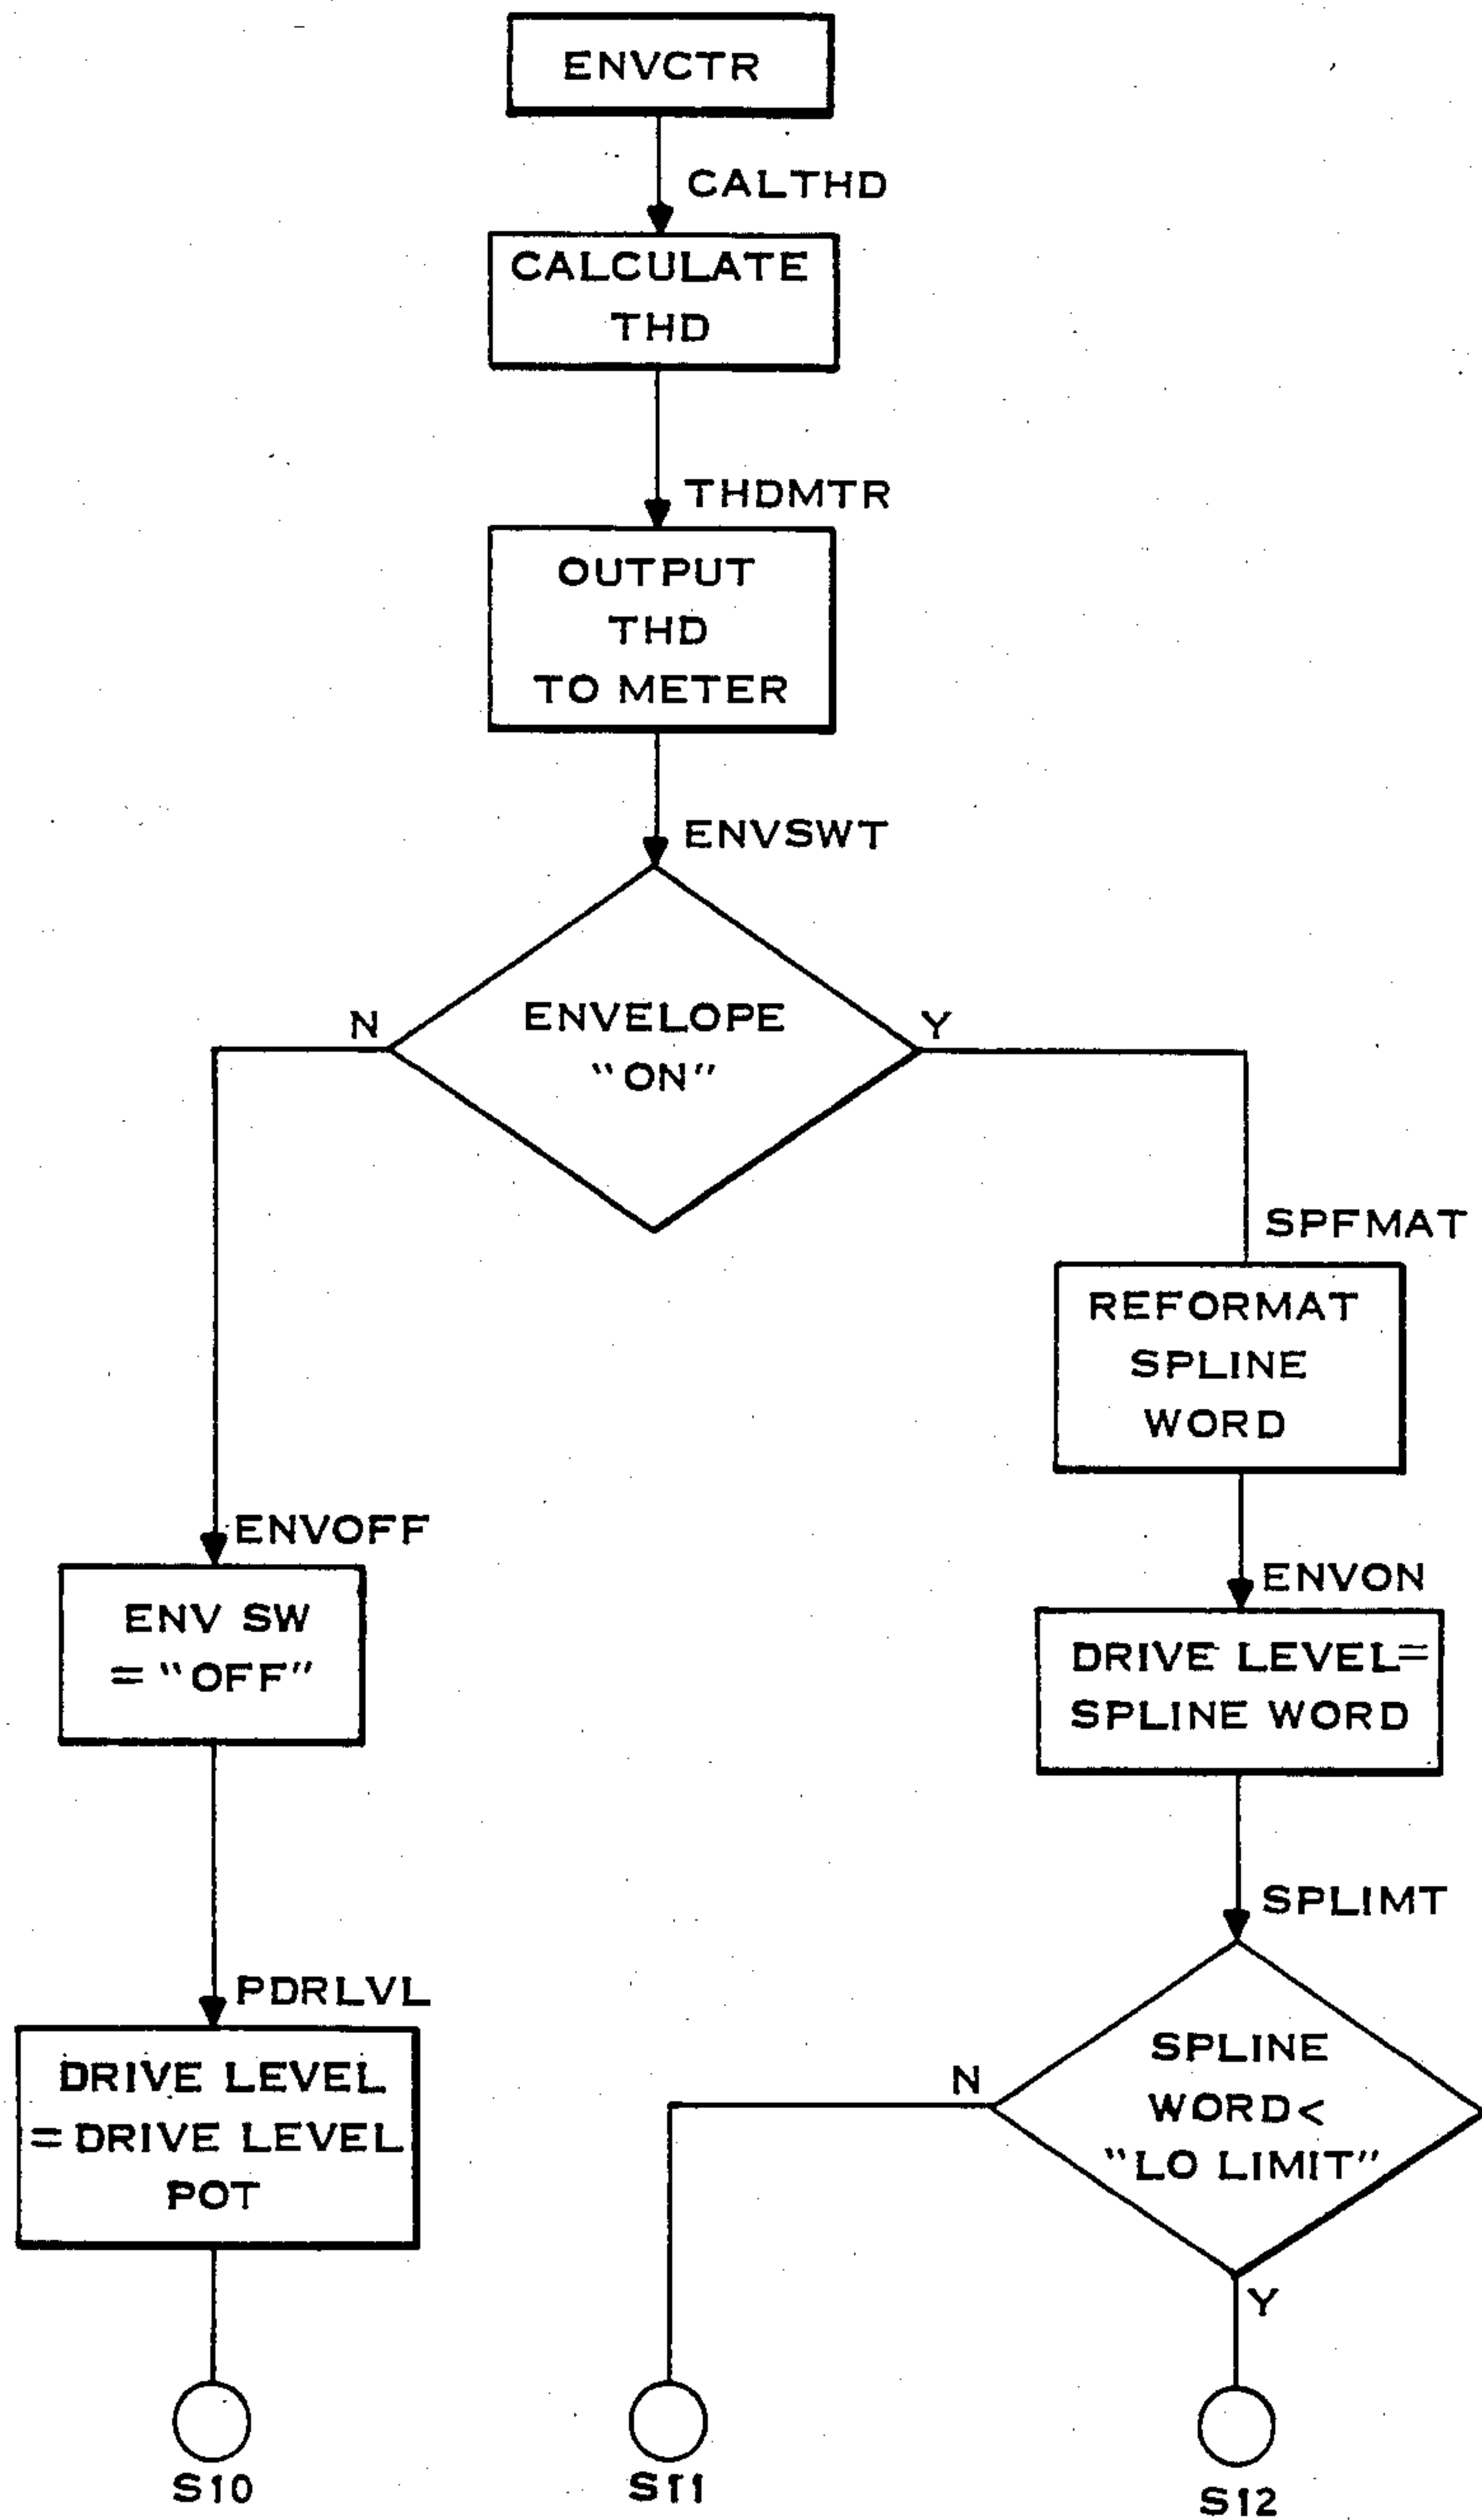 ENVCTR
CALTHD
CALCULATE
THD
THDMTR
OUTPUT
THD
TO METER
ENVSWT
N
ENVELOPE
"ON"
Y
SPFMAT
REFORMAT
SPLINE
WORD
ENVOFF
ENV SW
="OFF"
ENVON
DRIVE LEVEL=
SPLINE WORD
SPLIMT
PDRLVL
DRIVE LEVEL
=DRIVE LEVEL
POT
N
SPLINE
WORD<
"LO LIMIT"
Y
S10
S11
S12